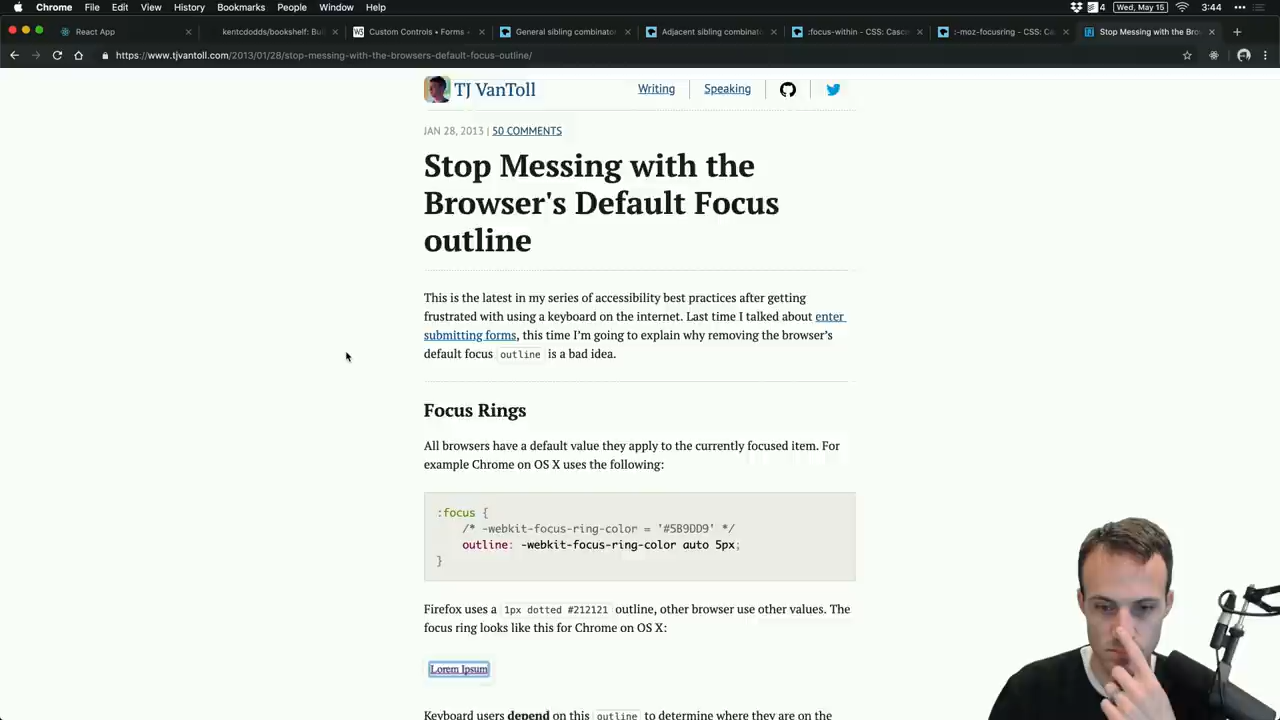 Chrome File Edit View History Bookmarks People Window Help
4 Wed, May 15 3:44
React App
kentcdodds/bookshelf: Bui
Custom Controls • Forms •
General sibling combinator
Adjacent sibling combinat
:focus-within - CSS: Casca
:-moz-focusring - CSS: Ca
Stop Messing with the Bro
https://www.tjvantoll.com/2013/01/28/stop-messing-with-the-browsers-default-focus-outline/
TJ VanToll
Writing
Speaking
JAN 28, 2013 | 50 COMMENTS
Stop Messing with the
Browser's Default Focus
outline
This is the latest in my series of accessibility best practices after getting
frustrated with using a keyboard on the internet. Last time I talked about enter
submitting forms, this time I’m going to explain why removing the browser’s
default focus outline is a bad idea.
Focus Rings
All browsers have a default value they apply to the currently focused item. For
example Chrome on OS X uses the following:
:focus {
/* -webkit-focus-ring-color = '#5B9DD9' */
outline: -webkit-focus-ring-color auto 5px;
}
Firefox uses a 1px dotted #212121 outline, other browser use other values. The
focus ring looks like this for Chrome on OS X:
Lorem Ipsum
Keyboard users depend on this outline to determine where they are on the